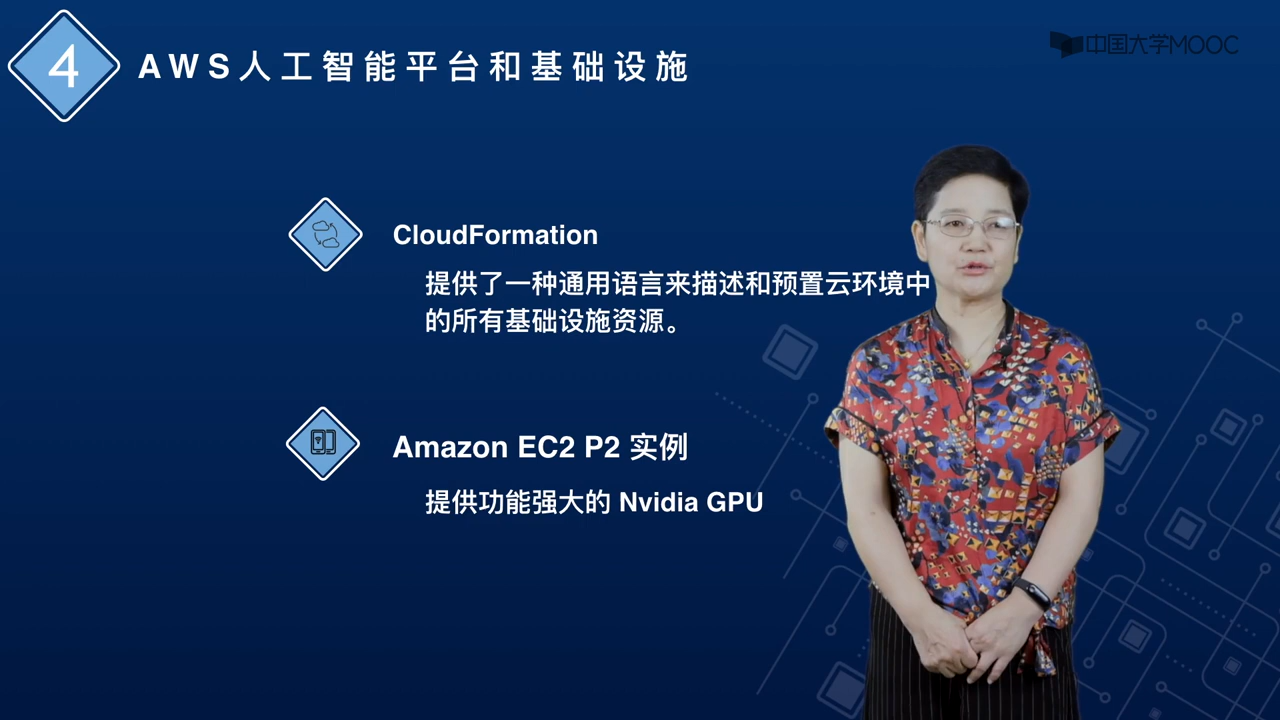 4
AWS人工智能平台和基础设施
中国大学MOOC
CloudFormation
提供了一种通用语言来描述和预置云环境中
的所有基础设施资源。
Amazon EC2 P2 实例
提供功能强大的 Nvidia GPU